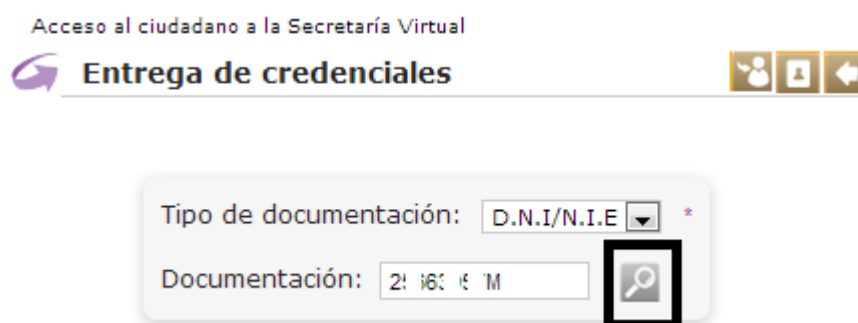 Acceso al ciudadano a la Secretaría Virtual
Entrega de credenciales
Tipo de documentación: D.N.I/N.I.E *
Documentación: